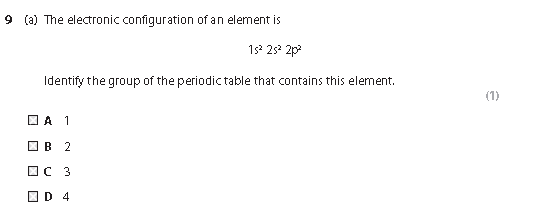 9 (a) The electronic configuration of an element is
1s² 2s² 2p²
Identify the group of the periodic table that contains this element.
(1)
A 1
B 2
C 3
D 4